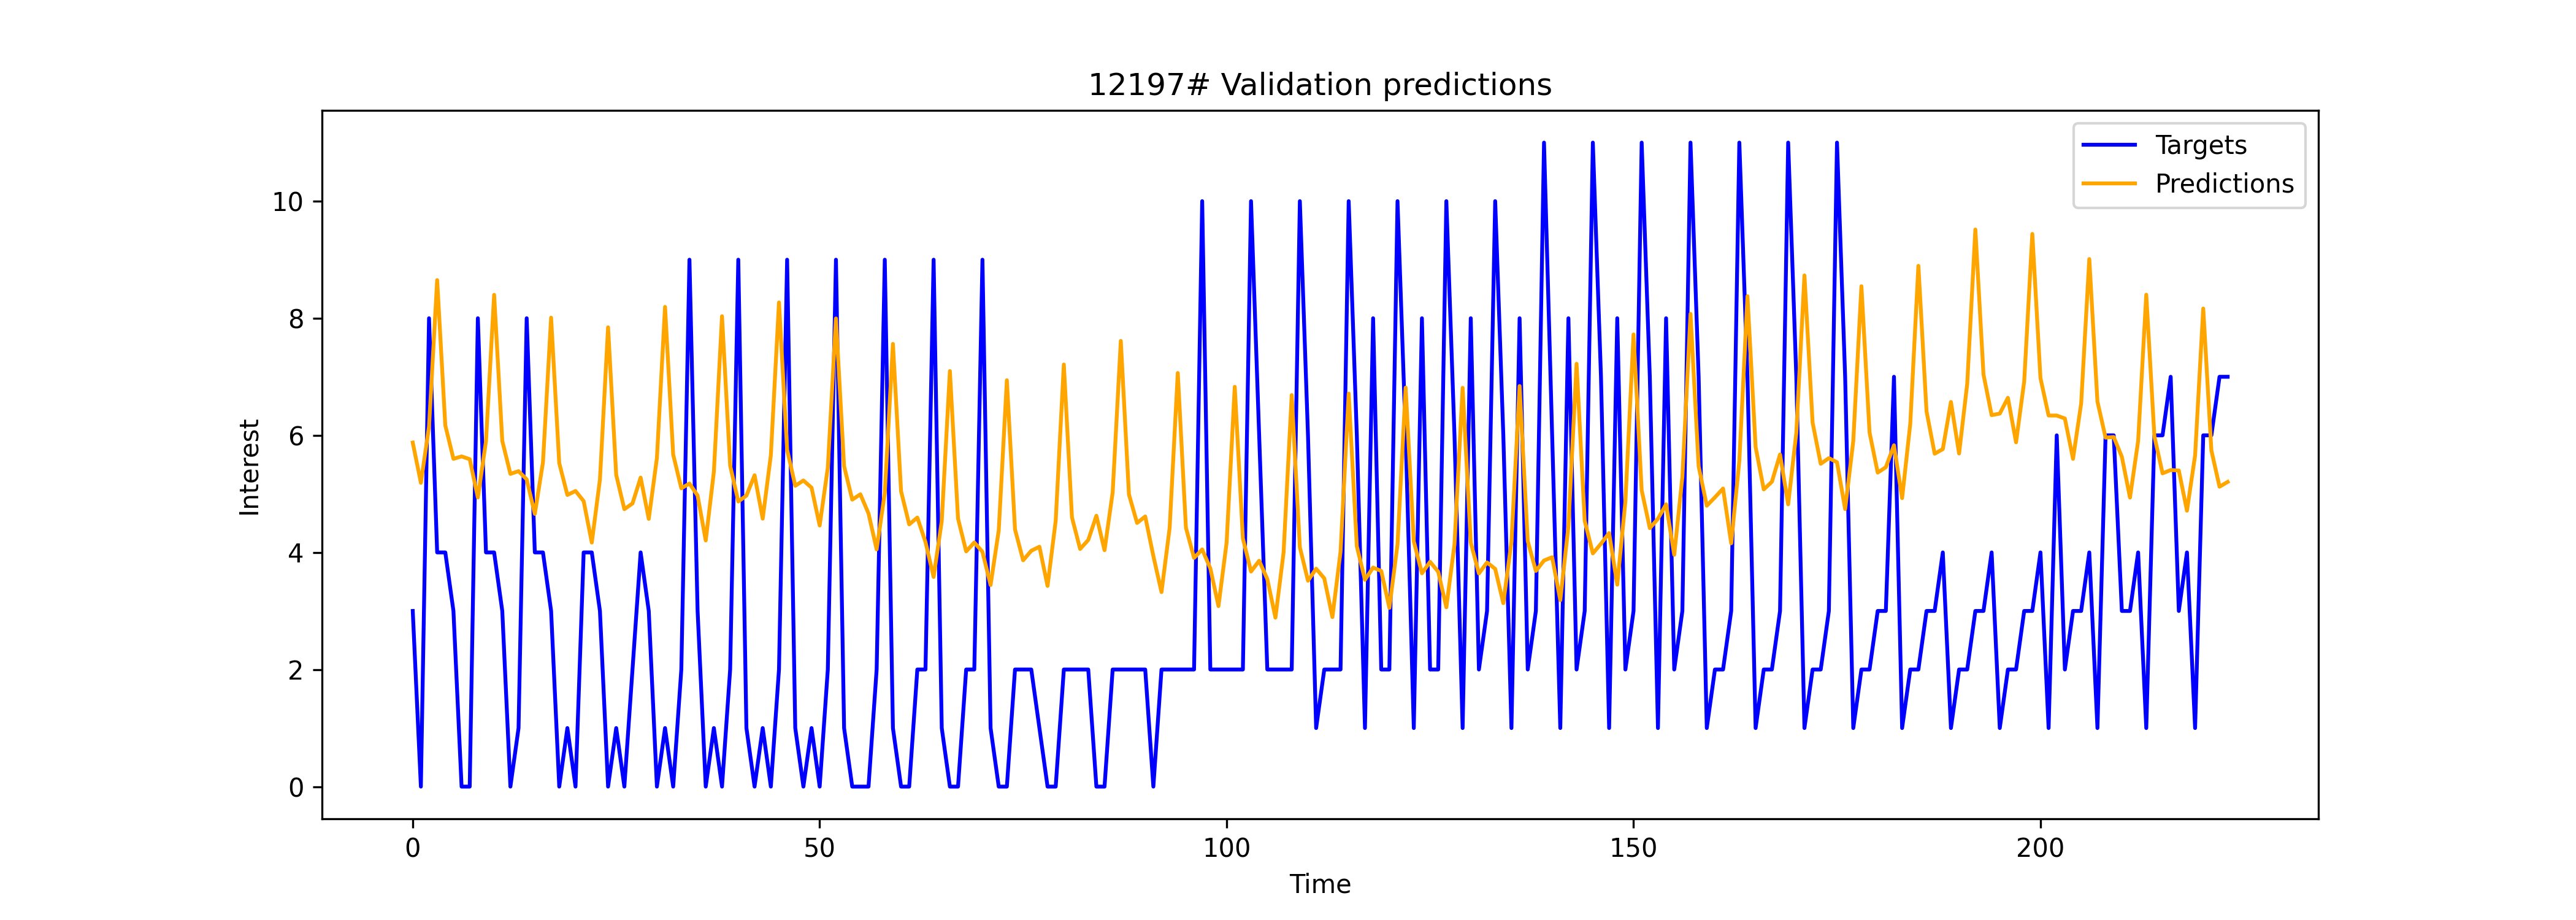 12197# Validation predictions
Targets
Predictions
10
8
6
4
2
0
Interest
0 50 100 150 200
Time